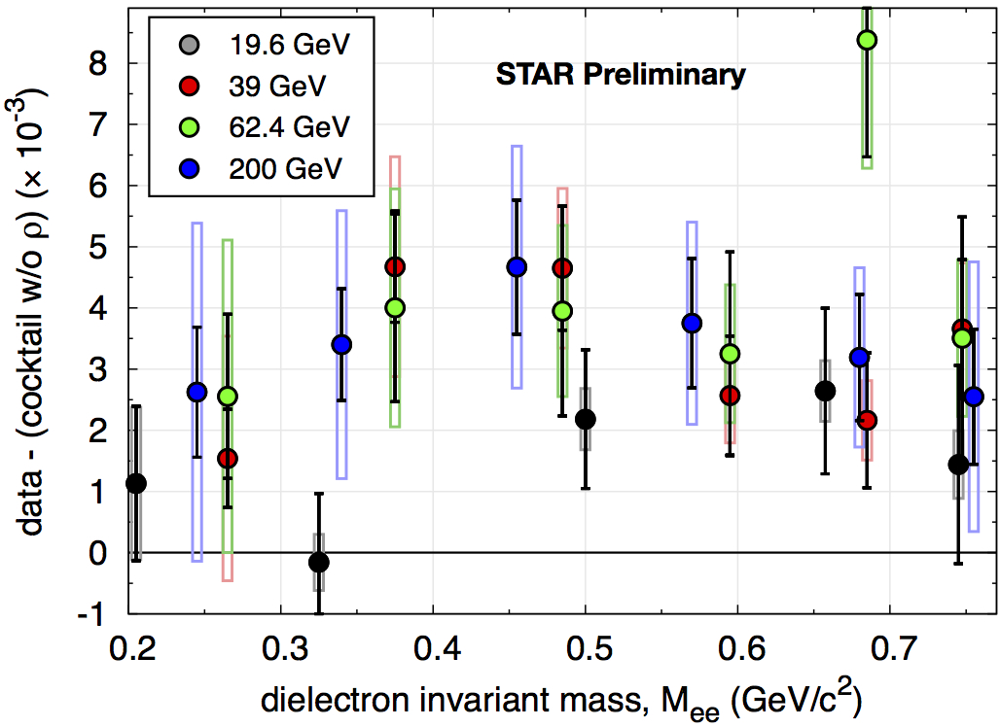 19.6 GeV
39 GeV
62.4 GeV
200 GeV
STAR Preliminary
data - (cocktail w/o ρ) (× 10⁻³)
8
7
6
5
4
3
2
1
0
-1
0.2 0.3 0.4 0.5 0.6 0.7
dielectron invariant mass, Mₑₑ (GeV/c²)